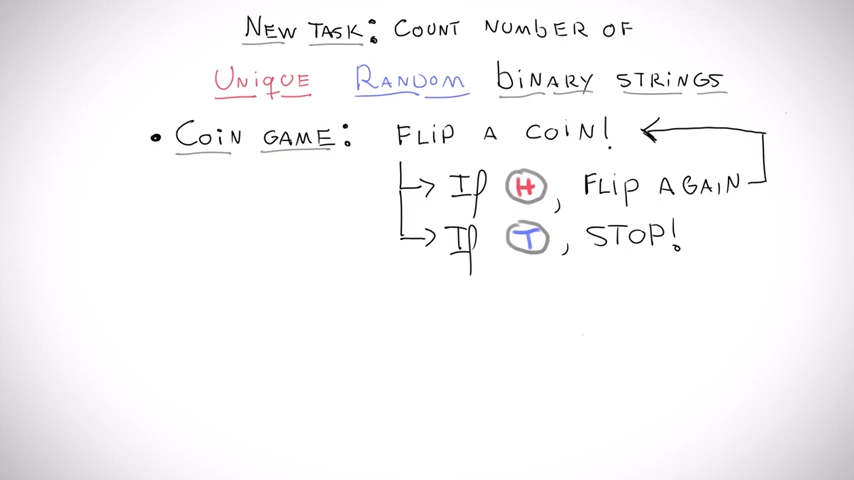 NEW TASK: COUNT NUMBER OF
UNIQUE RANDOM BINARY STRINGS
• COIN GAME: FLIP A COIN!
If H, FLIP AGAIN
If T, STOP!